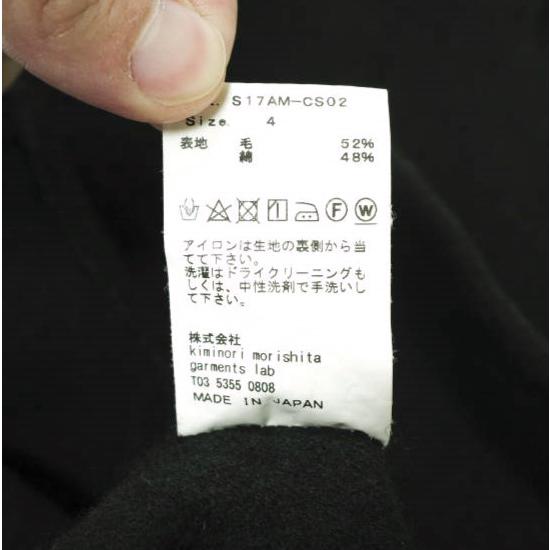 S17AM-CS02
Size 4
表地 毛 52%
綿 48%
F W
アイロンは生地の裏側から当
てて下さい。
洗濯はドライクリーニングも
しくは、中性洗剤で手洗いし
て下さい。
株式会社
kiminori morishita
garments lab
T03 5355 0808
MADE IN JAPAN